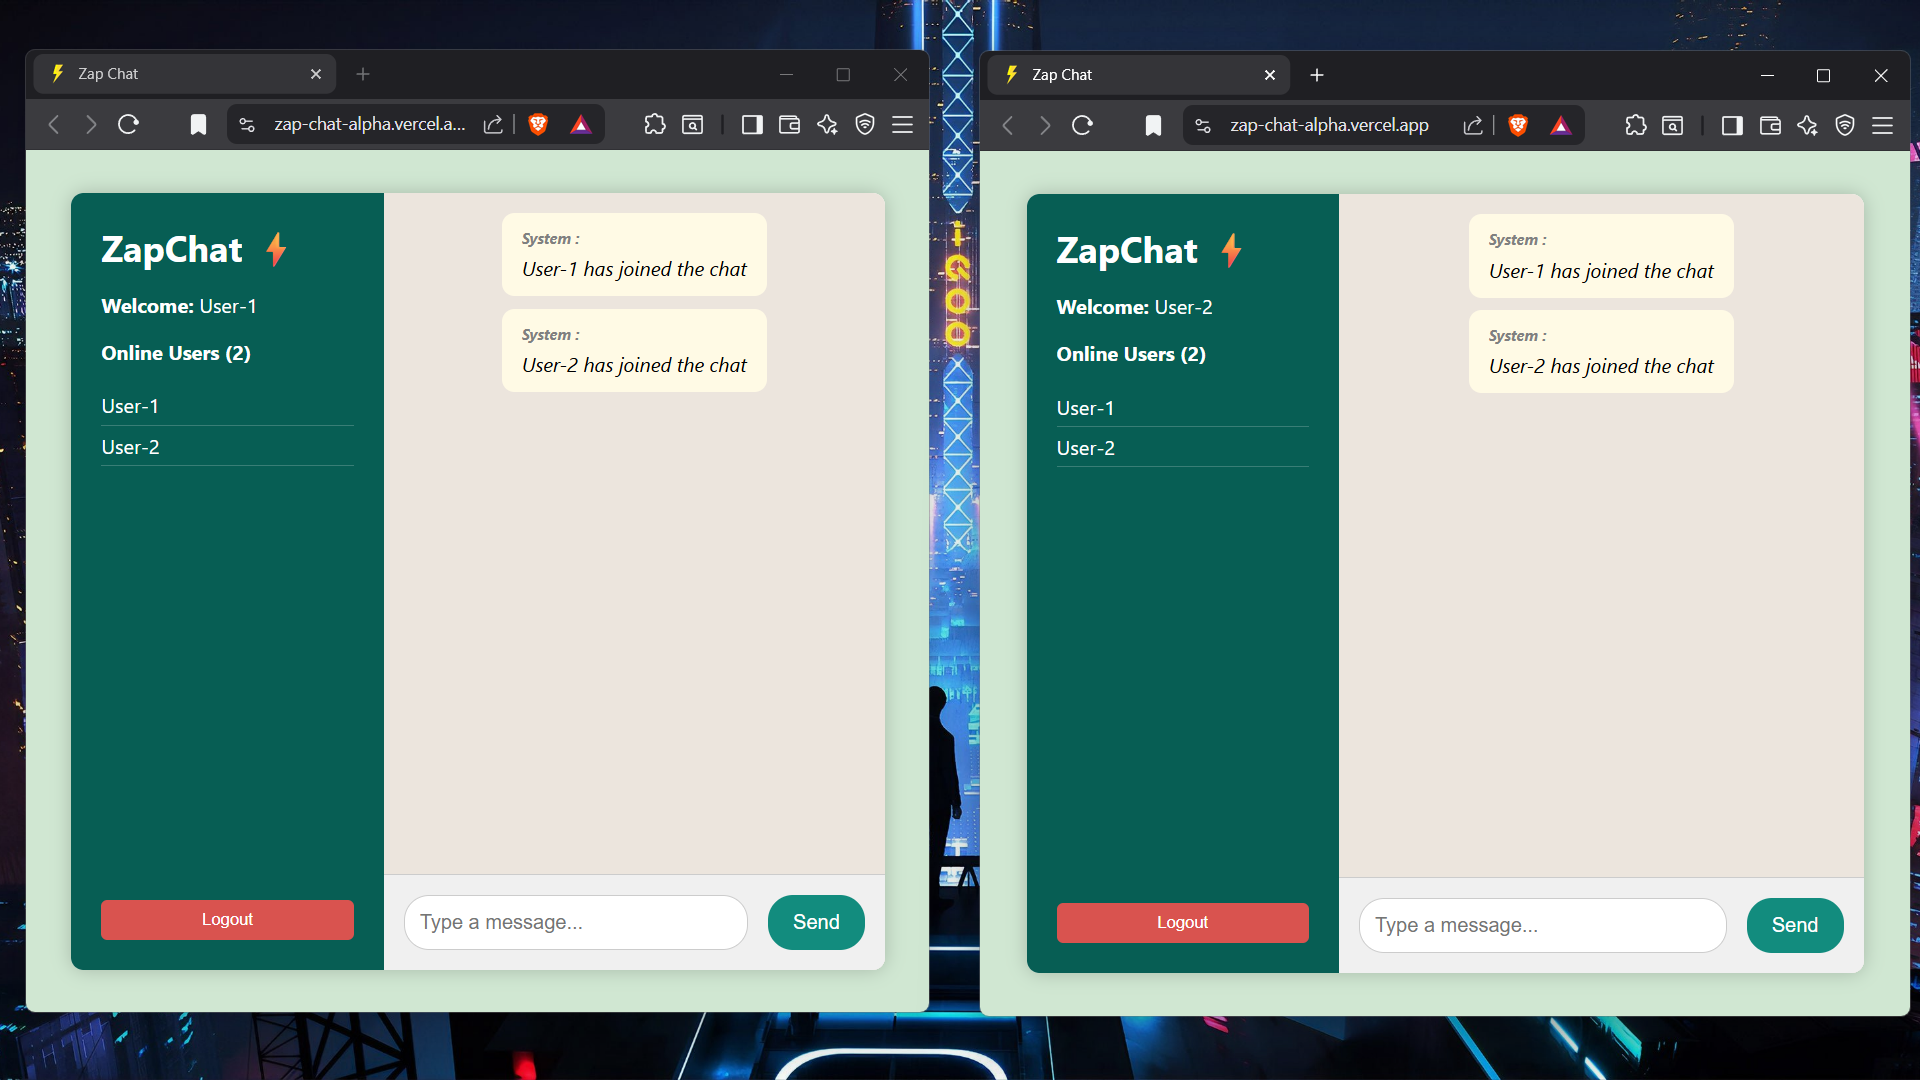 Zap Chat
zap-chat-alpha.vercel.a...
ZapChat
Welcome: User-1
Online Users (2)
User-1
User-2
Logout
System :
User-1 has joined the chat
System :
User-2 has joined the chat
Type a message...
Send
Zap Chat
zap-chat-alpha.vercel.app
ZapChat
Welcome: User-2
Online Users (2)
User-1
User-2
Logout
System :
User-1 has joined the chat
System :
User-2 has joined the chat
Type a message...
Send